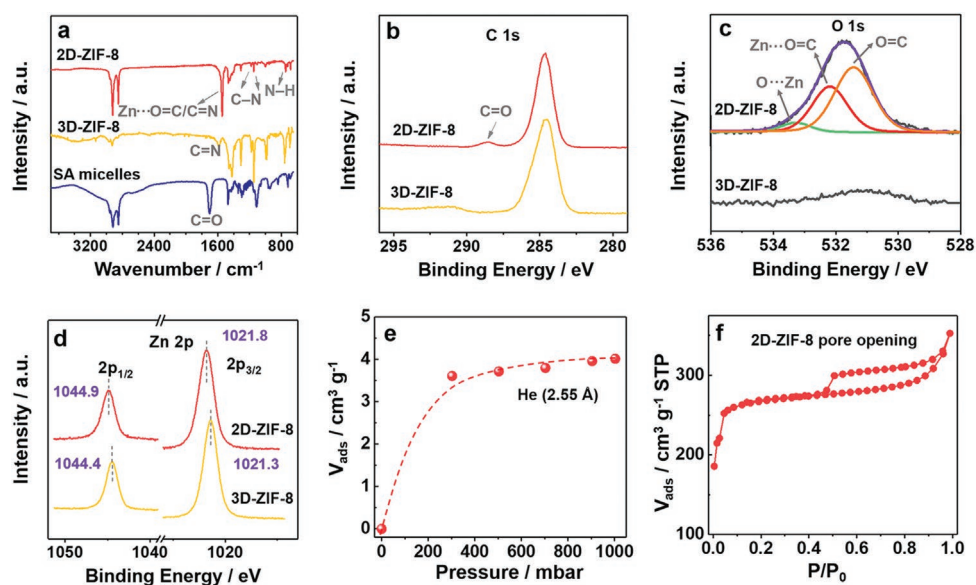 a
2D-ZIF-8
Zn···O=C/C=N
C–N
N–H
3D-ZIF-8
C=N
SA micelles
C=O
Intensity / a.u.
3200 2400 1600 800
Wavenumber / cm-1
b
C 1s
C=O
2D-ZIF-8
3D-ZIF-8
Intensity / a.u.
295 290 285 280
Binding Energy / eV
c
O 1s
Zn···O=C
O=C
O···Zn
2D-ZIF-8
3D-ZIF-8
Intensity / a.u.
536 534 532 530 528
Binding Energy / eV
d
Zn 2p
1021.8
2p1/2
2p3/2
1044.9
2D-ZIF-8
1044.4
1021.3
3D-ZIF-8
Intensity / a.u.
1050 1040 1020
Binding Energy / eV
e
5
4
3
2
1
0
He (2.55 Å)
Vads / cm3 g-1
0 200 400 600 800 1000
Pressure / mbar
f
2D-ZIF-8 pore opening
300
200
100
Vads / cm3 g-1 STP
0.0 0.2 0.4 0.6 0.8 1.0
P/P0